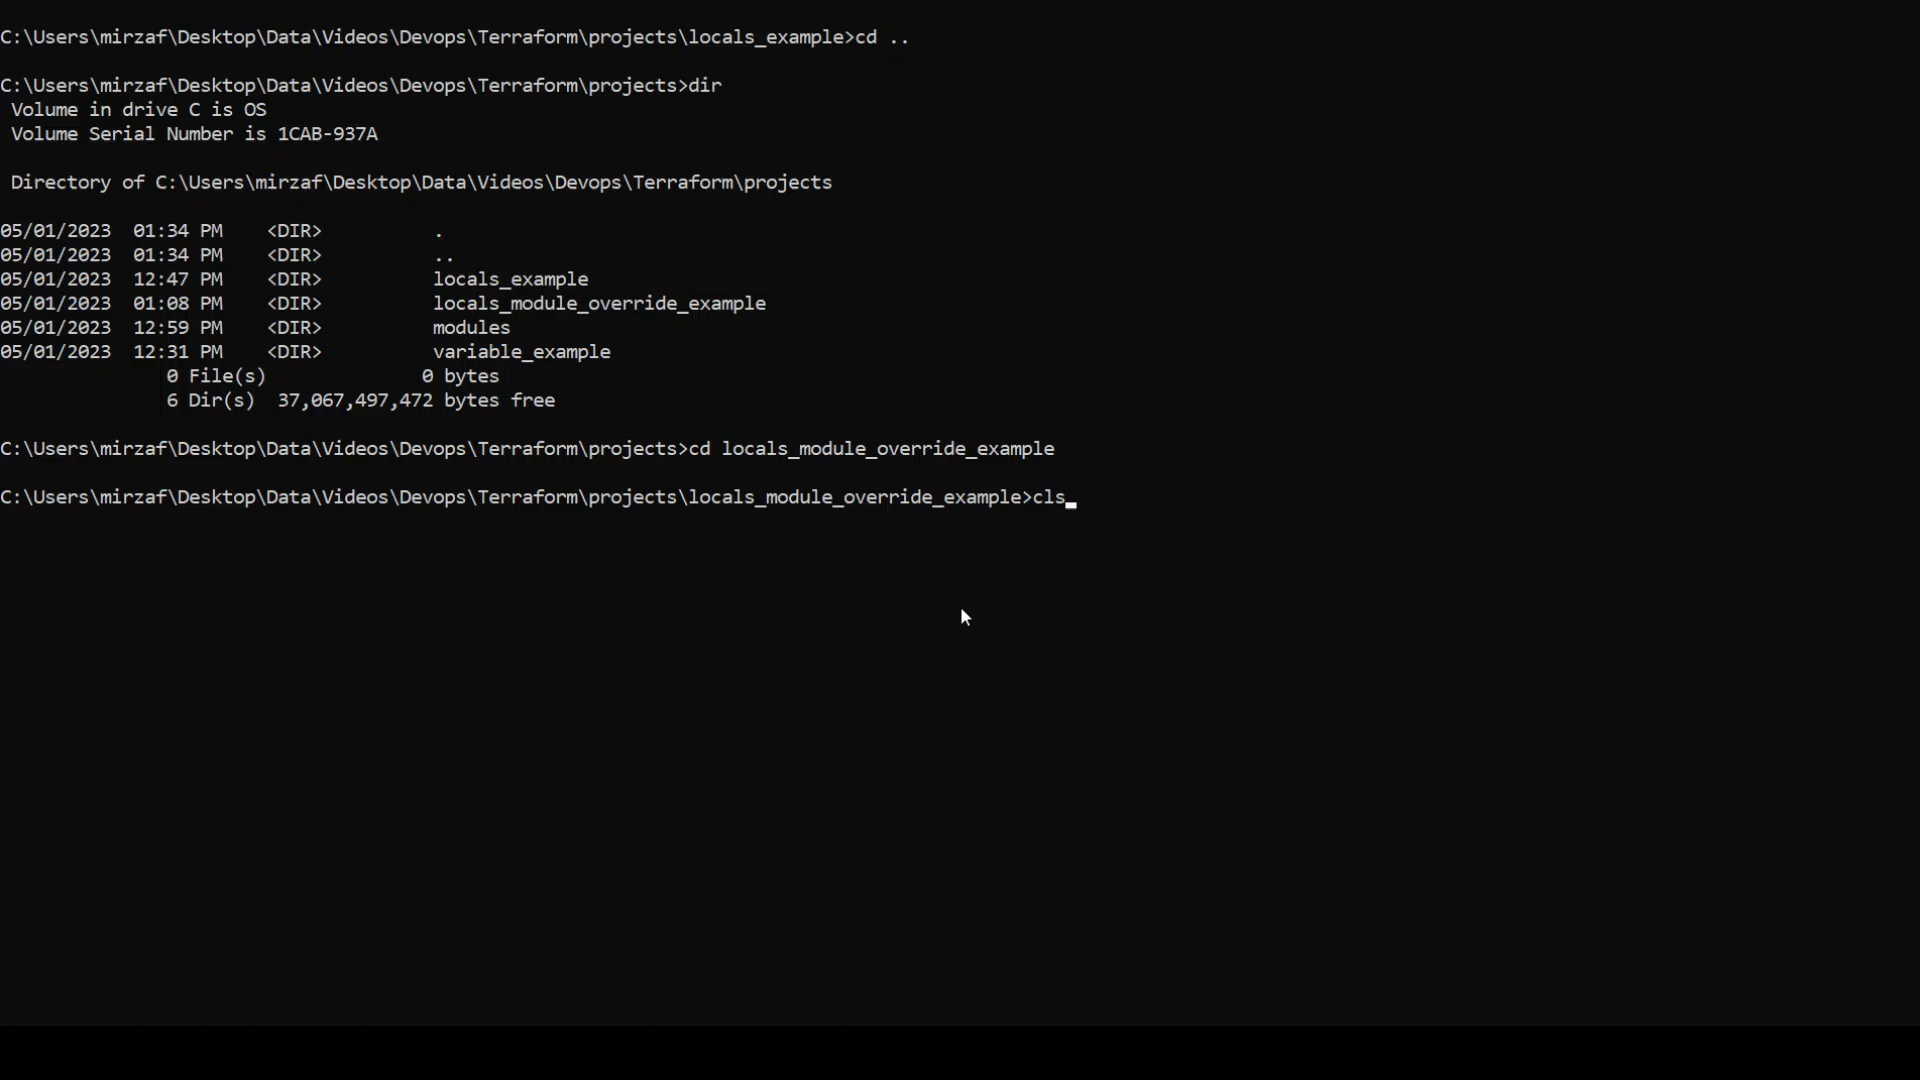 C:\Users\mirzaf\Desktop\Data\Videos\Devops\Terraform\projects\locals_example>cd ..
C:\Users\mirzaf\Desktop\Data\Videos\Devops\Terraform\projects>dir
Volume in drive C is OS
Volume Serial Number is 1CAB-937A
Directory of C:\Users\mirzaf\Desktop\Data\Videos\Devops\Terraform\projects
05/01/2023  01:34 PM    <DIR>          .
05/01/2023  01:34 PM    <DIR>          ..
05/01/2023  12:47 PM    <DIR>          locals_example
05/01/2023  01:08 PM    <DIR>          locals_module_override_example
05/01/2023  12:59 PM    <DIR>          modules
05/01/2023  12:31 PM    <DIR>          variable_example
0 File(s)              0 bytes
6 Dir(s)  37,067,497,472 bytes free
C:\Users\mirzaf\Desktop\Data\Videos\Devops\Terraform\projects>cd locals_module_override_example
C:\Users\mirzaf\Desktop\Data\Videos\Devops\Terraform\projects\locals_module_override_example>cls